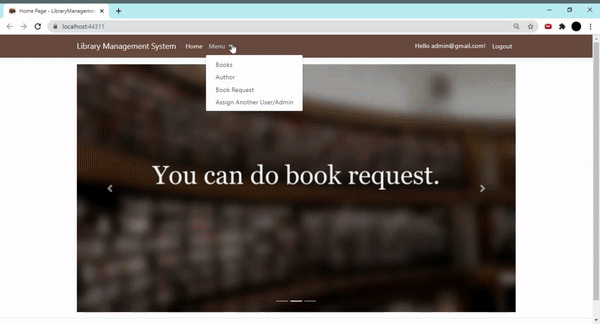 Home Page - LibraryManagemen
localhost:44311
Library Management System Home Menu Hello admin@gmail.com! Logout
Books
Author
Book Request
Assign Another User/Admin
You can do book request.